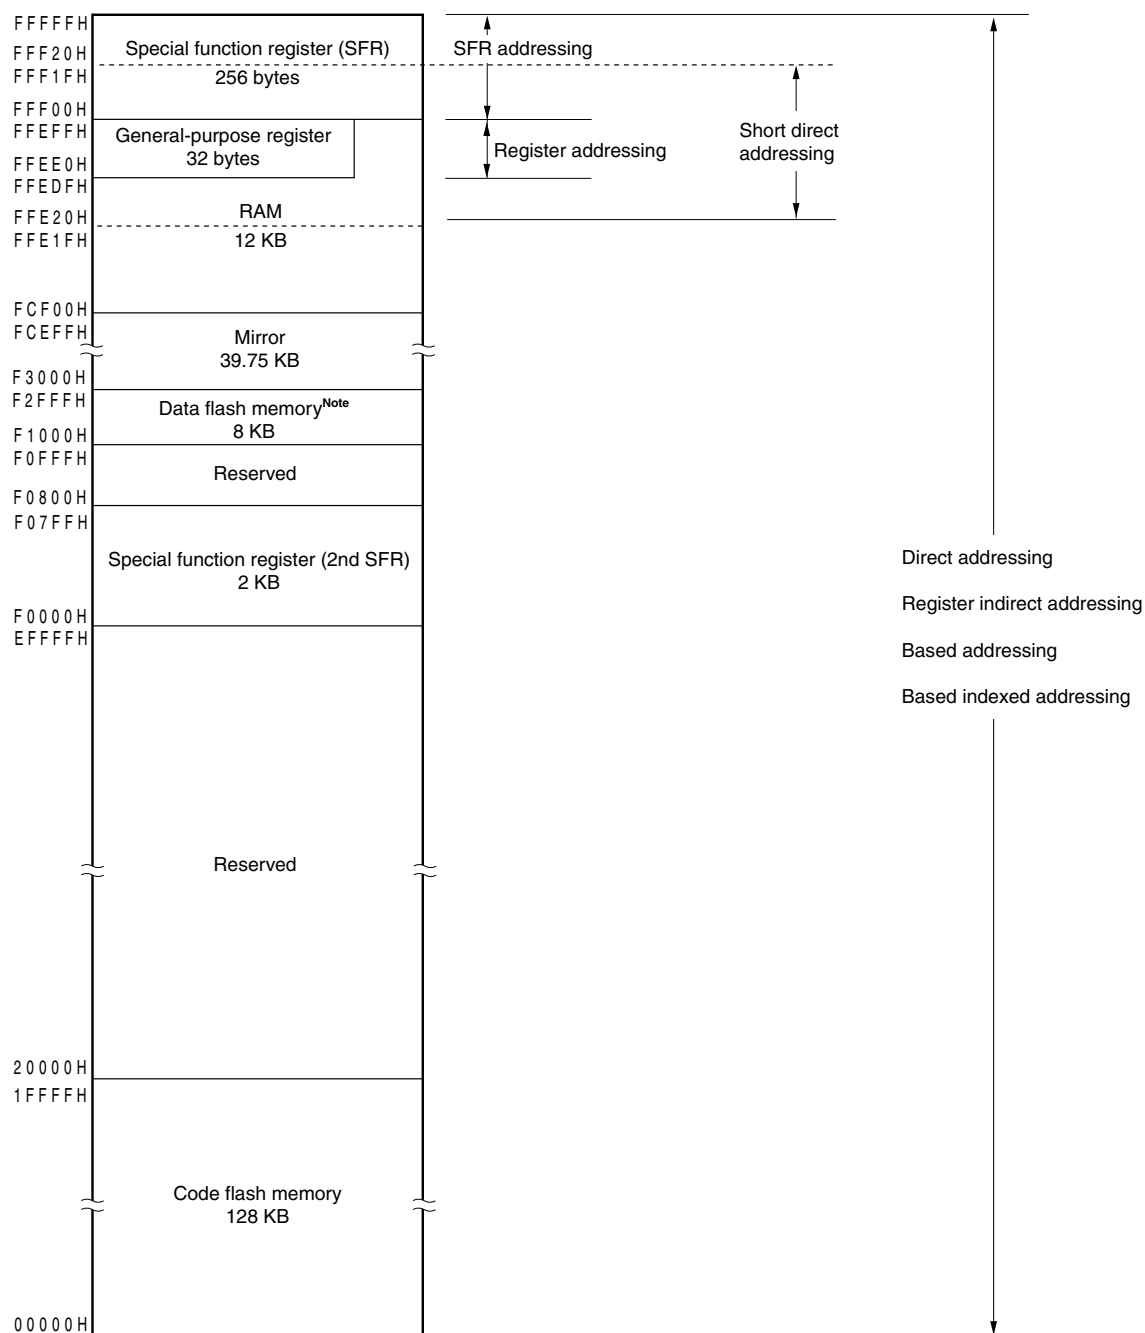 FFFFFH
FFF20H
Special function register (SFR)
SFR addressing
FFF1FH
256 bytes
FFF00H
FFEFFH
General-purpose register
32 bytes
Register addressing
Short direct
addressing
FFEE0H
FFEDFH
FFE20H
RAM
FFE1FH
12 KB
FCF00H
FCEFFH
Mirror
39.75 KB
F3000H
F2FFFH
Data flash memoryNote
8 KB
F1000H
F0FFFH
Reserved
F0800H
F07FFH
Special function register (2nd SFR)
2 KB
F0000H
EFFFFH
Direct addressing
Register indirect addressing
Based addressing
Based indexed addressing
Reserved
20000H
1FFFFH
Code flash memory
128 KB
00000H